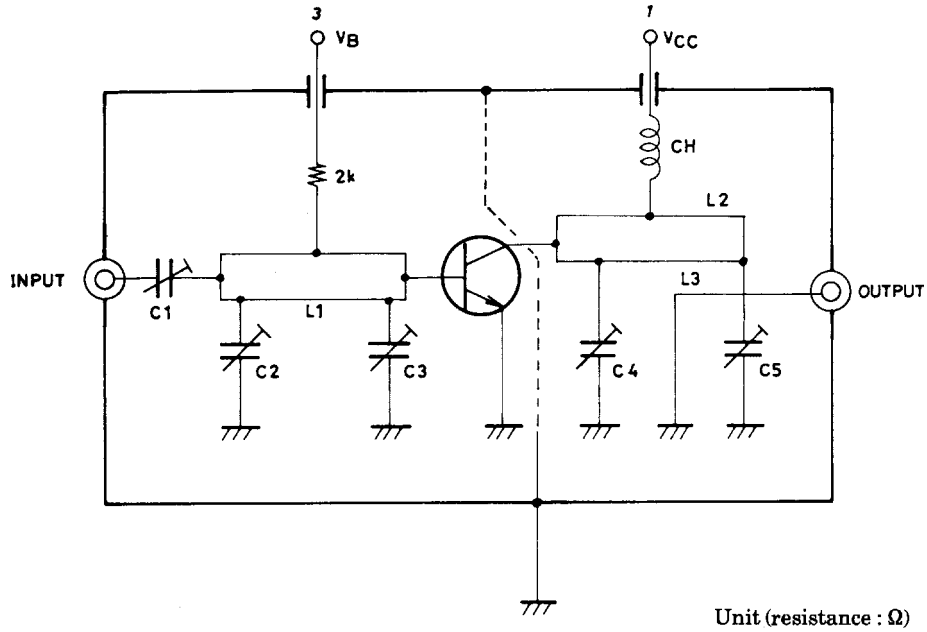 3
VB
1
VCC
CH
2k
L2
INPUT
C1
L1
L3
OUTPUT
C2
C3
C4
C5
Unit (resistance : Ω)